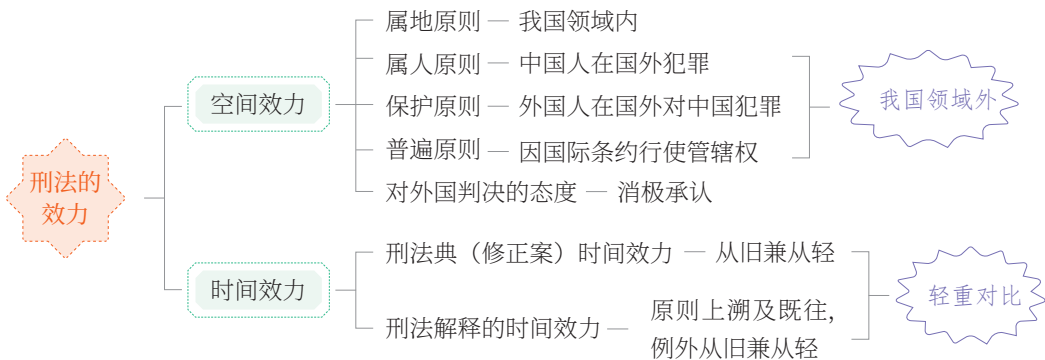 刑法的
效力
空间效力
属地原则 — 我国领域内
属人原则 — 中国人在国外犯罪
保护原则 — 外国人在国外对中国犯罪
普遍原则 — 因国际条约行使管辖权
对外国判决的态度 — 消极承认
我国领域外
时间效力
刑法典（修正案）时间效力 — 从旧兼从轻
刑法解释的时间效力 — 原则上溯及既往,
例外从旧兼从轻
轻重对比